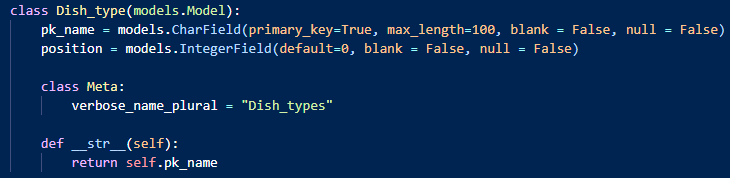 class Dish_type(models.Model):
    pk_name = models.CharField(primary_key=True, max_length=100, blank = False, null = False)
    position = models.IntegerField(default=0, blank = False, null = False)

    class Meta:
        verbose_name_plural = "Dish_types"

    def __str__(self):
        return self.pk_name